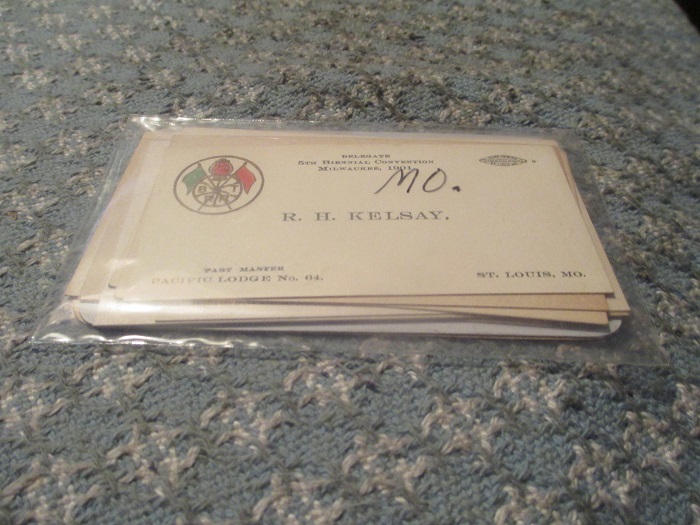 DELEGATE
5TH BIENNIAL CONVENTION
MILWAUKEE, 1901
MO.
R. H. KELSAY.
PAST MASTER
PACIFIC LODGE NO. 64.
ST. LOUIS, MO.